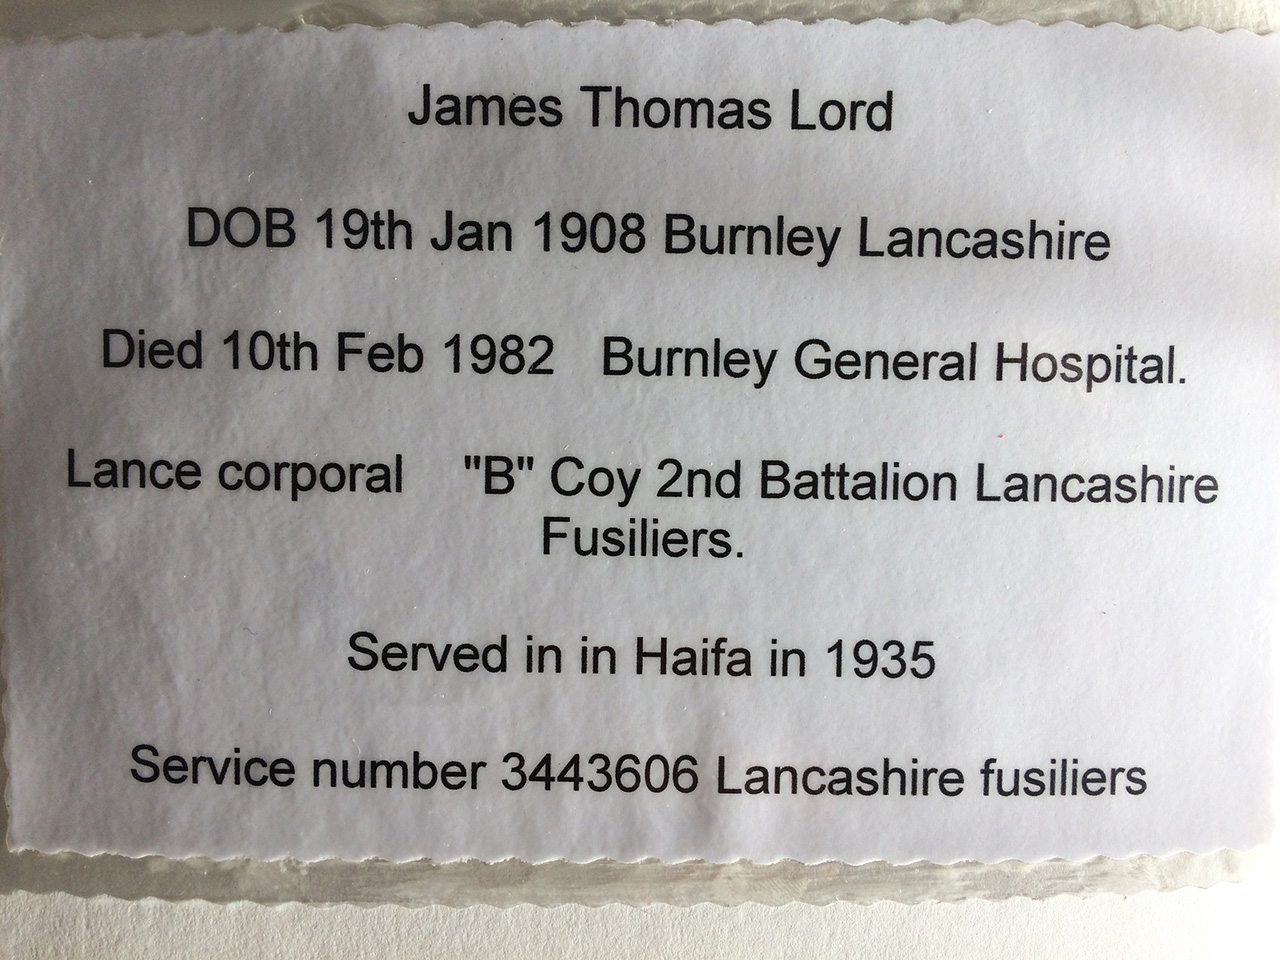 James Thomas Lord
DOB 19th Jan 1908 Burnley Lancashire
Died 10th Feb 1982 Burnley General Hospital.
Lance corporal "B" Coy 2nd Battalion Lancashire
Fusiliers.
Served in in Haifa in 1935
Service number 3443606 Lancashire fusiliers